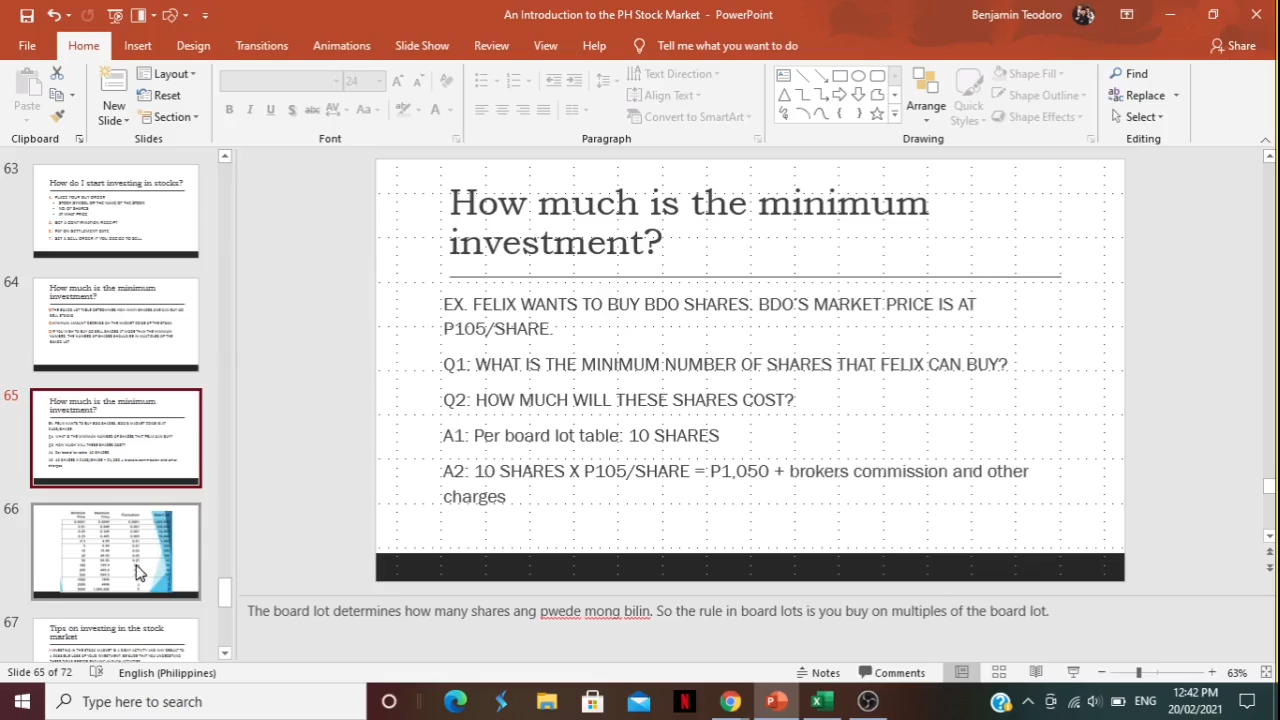 An Introduction to the PH Stock Market - PowerPoint
Benjamin Teodoro
File
Home
Insert
Design
Transitions
Animations
Slide Show
Review
View
Help
Tell me what you want to do
Share
Paste
New Slide
Layout
Reset
Section
24
Text Direction
Align Text
Convert to SmartArt
Arrange
Quick Styles
Shape Fill
Shape Outline
Shape Effects
Find
Replace
Select
Clipboard
Slides
Font
Paragraph
Drawing
Editing
63
How do I start investing in stocks?
64
How much is the minimum
investment?
65
How much is the minimum
investment?
66
67
Tips on investing in the stock
market
How much is the minimum
investment?
EX. FELIX WANTS TO BUY BDO SHARES. BDO'S MARKET PRICE IS AT
P105/SHARE.
Q1: WHAT IS THE MINIMUM NUMBER OF SHARES THAT FELIX CAN BUY?
Q2: HOW MUCH WILL THESE SHARES COST?
A1: Per board lot table: 10 SHARES
A2: 10 SHARES X P105/SHARE = P1,050 + brokers commission and other
charges
The board lot determines how many shares ang pwede mong bilin. So the rule in board lots is you buy on multiples of the board lot.
Slide 65 of 72
English (Philippines)
Notes
Comments
63%
Type here to search
ENG
12:42 PM
20/02/2021